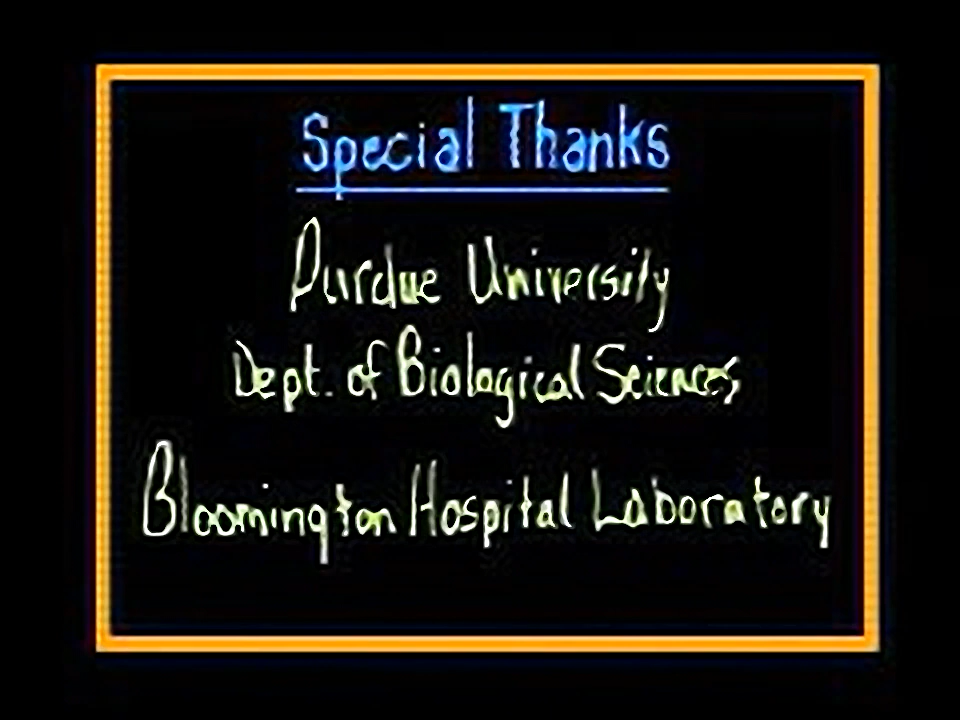 Special Thanks
Purdue University
Dept. of Biological Sciences
Bloomington Hospital Laboratory